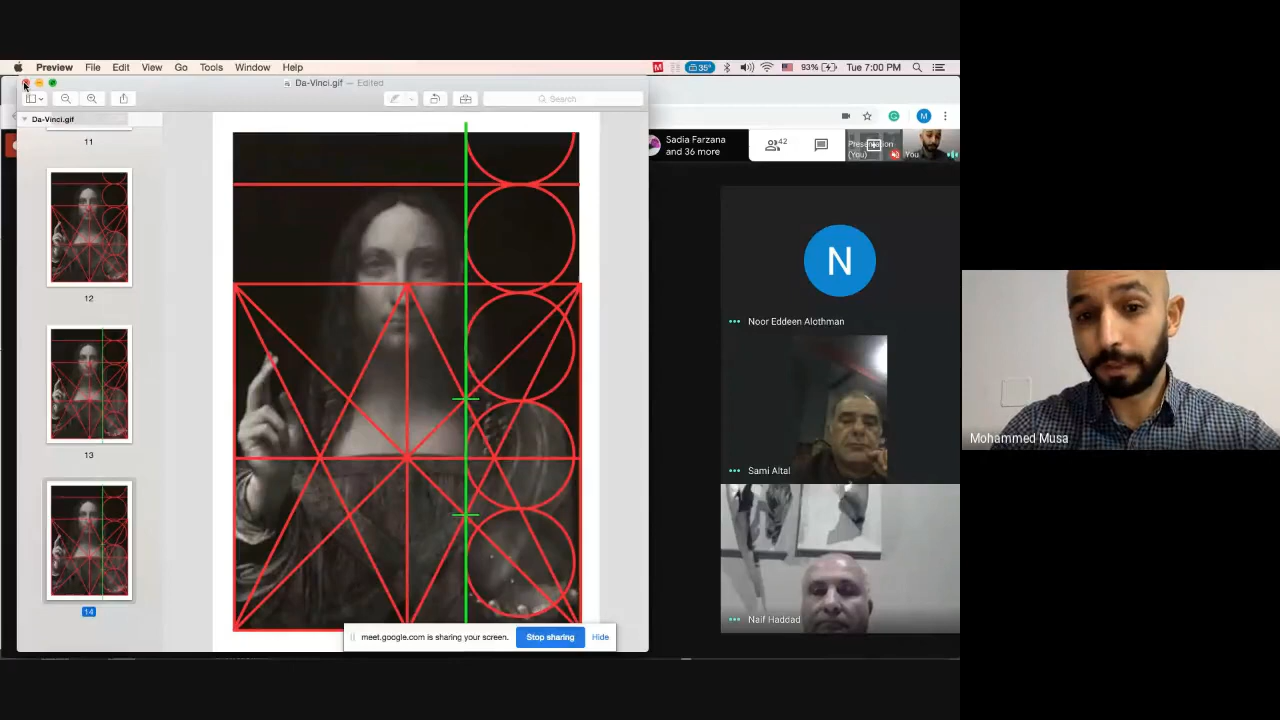 Preview File Edit View Go Tools Window Help
M 35° 93% Tue 7:00 PM
Da-Vinci.gif — Edited
Search
Da-Vinci.gif
11
12
13
14
M
Sadia Farzana
and 36 more
42
Presentation
(You)
You
N
Noor Eddeen Alothman
Sami Altal
Naif Haddad
Mohammed Musa
meet.google.com is sharing your screen. Stop sharing Hide